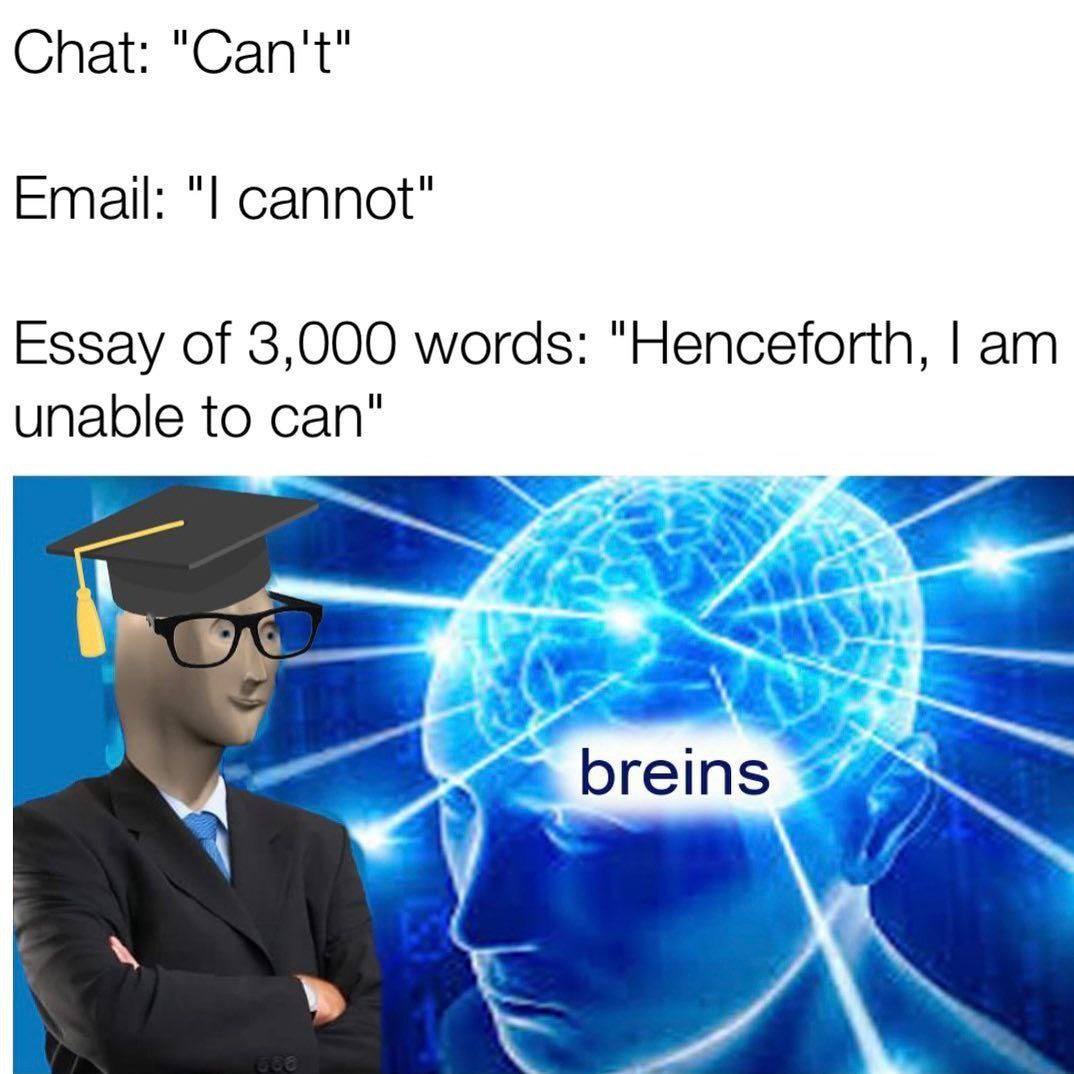 Chat: "Can't"
Email: "I cannot"
Essay of 3,000 words: "Henceforth, I am
unable to can"
breins